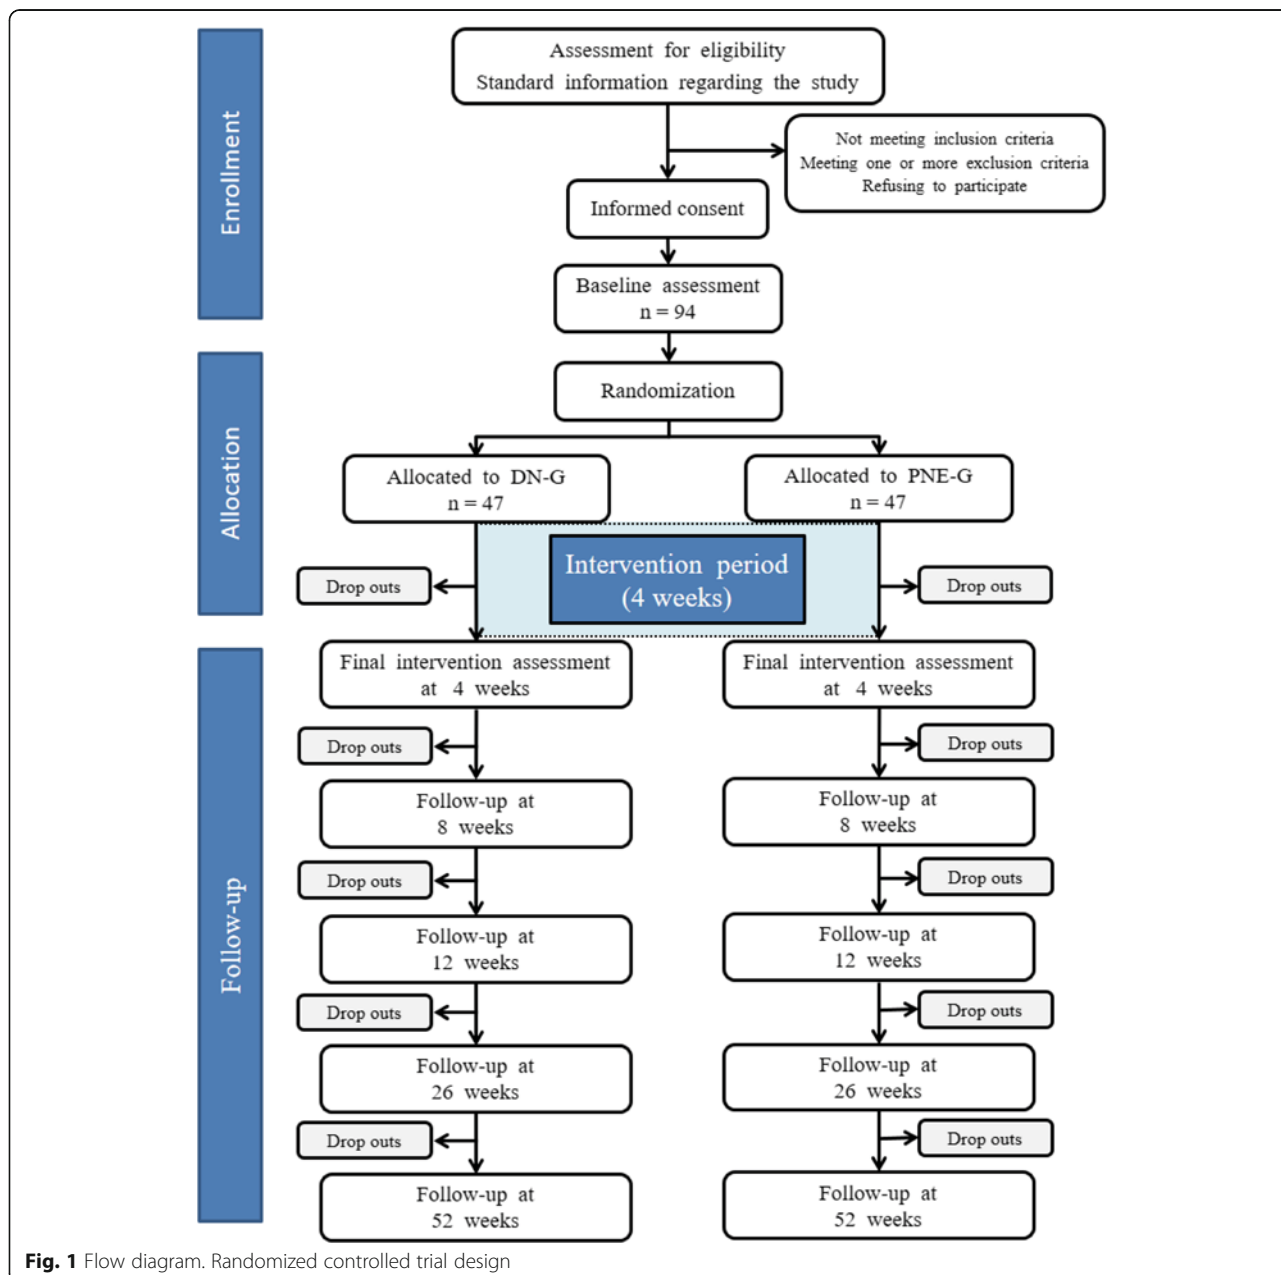 Enrollment
Assessment for eligibility
Standard information regarding the study
Not meeting inclusion criteria
Meeting one or more exclusion criteria
Refusing to participate
Informed consent
Baseline assessment
n = 94
Allocation
Randomization
Allocated to DN-G
n = 47
Allocated to PNE-G
n = 47
Intervention period
(4 weeks)
Drop outs
Drop outs
Follow-up
Final intervention assessment
at 4 weeks
Final intervention assessment
at 4 weeks
Drop outs
Drop outs
Follow-up at
8 weeks
Follow-up at
8 weeks
Drop outs
Drop outs
Follow-up at
12 weeks
Follow-up at
12 weeks
Drop outs
Drop outs
Follow-up at
26 weeks
Follow-up at
26 weeks
Drop outs
Drop outs
Follow-up at
52 weeks
Follow-up at
52 weeks
Fig. 1 Flow diagram. Randomized controlled trial design